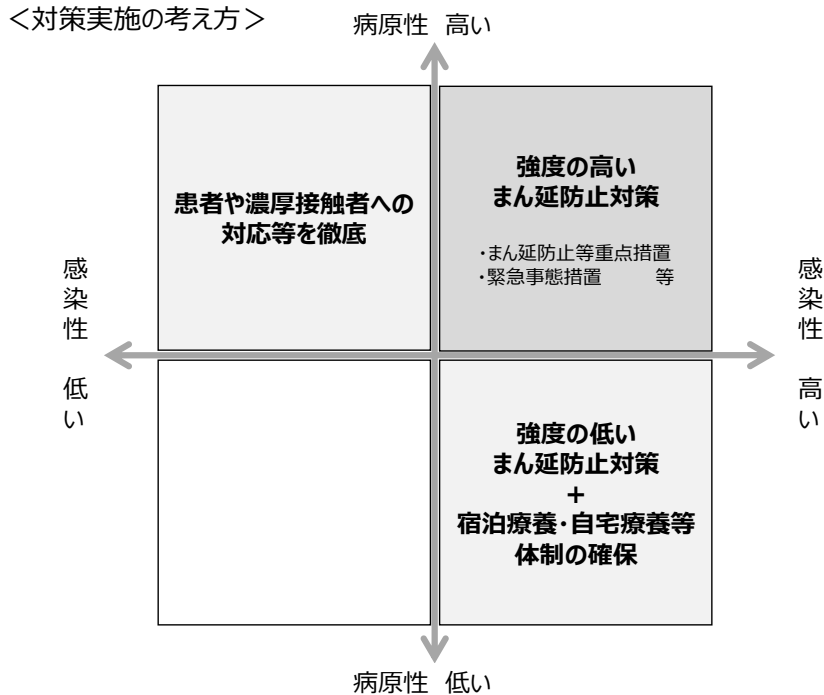 ＜対策実施の考え方＞
病原性 高い
患者や濃厚接触者への
対応等を徹底
強度の高い
まん延防止対策
・まん延防止等重点措置
・緊急事態措置　　等
感染性 低い
感染性 高い
強度の低い
まん延防止対策
＋
宿泊療養・自宅療養等
体制の確保
病原性 低い